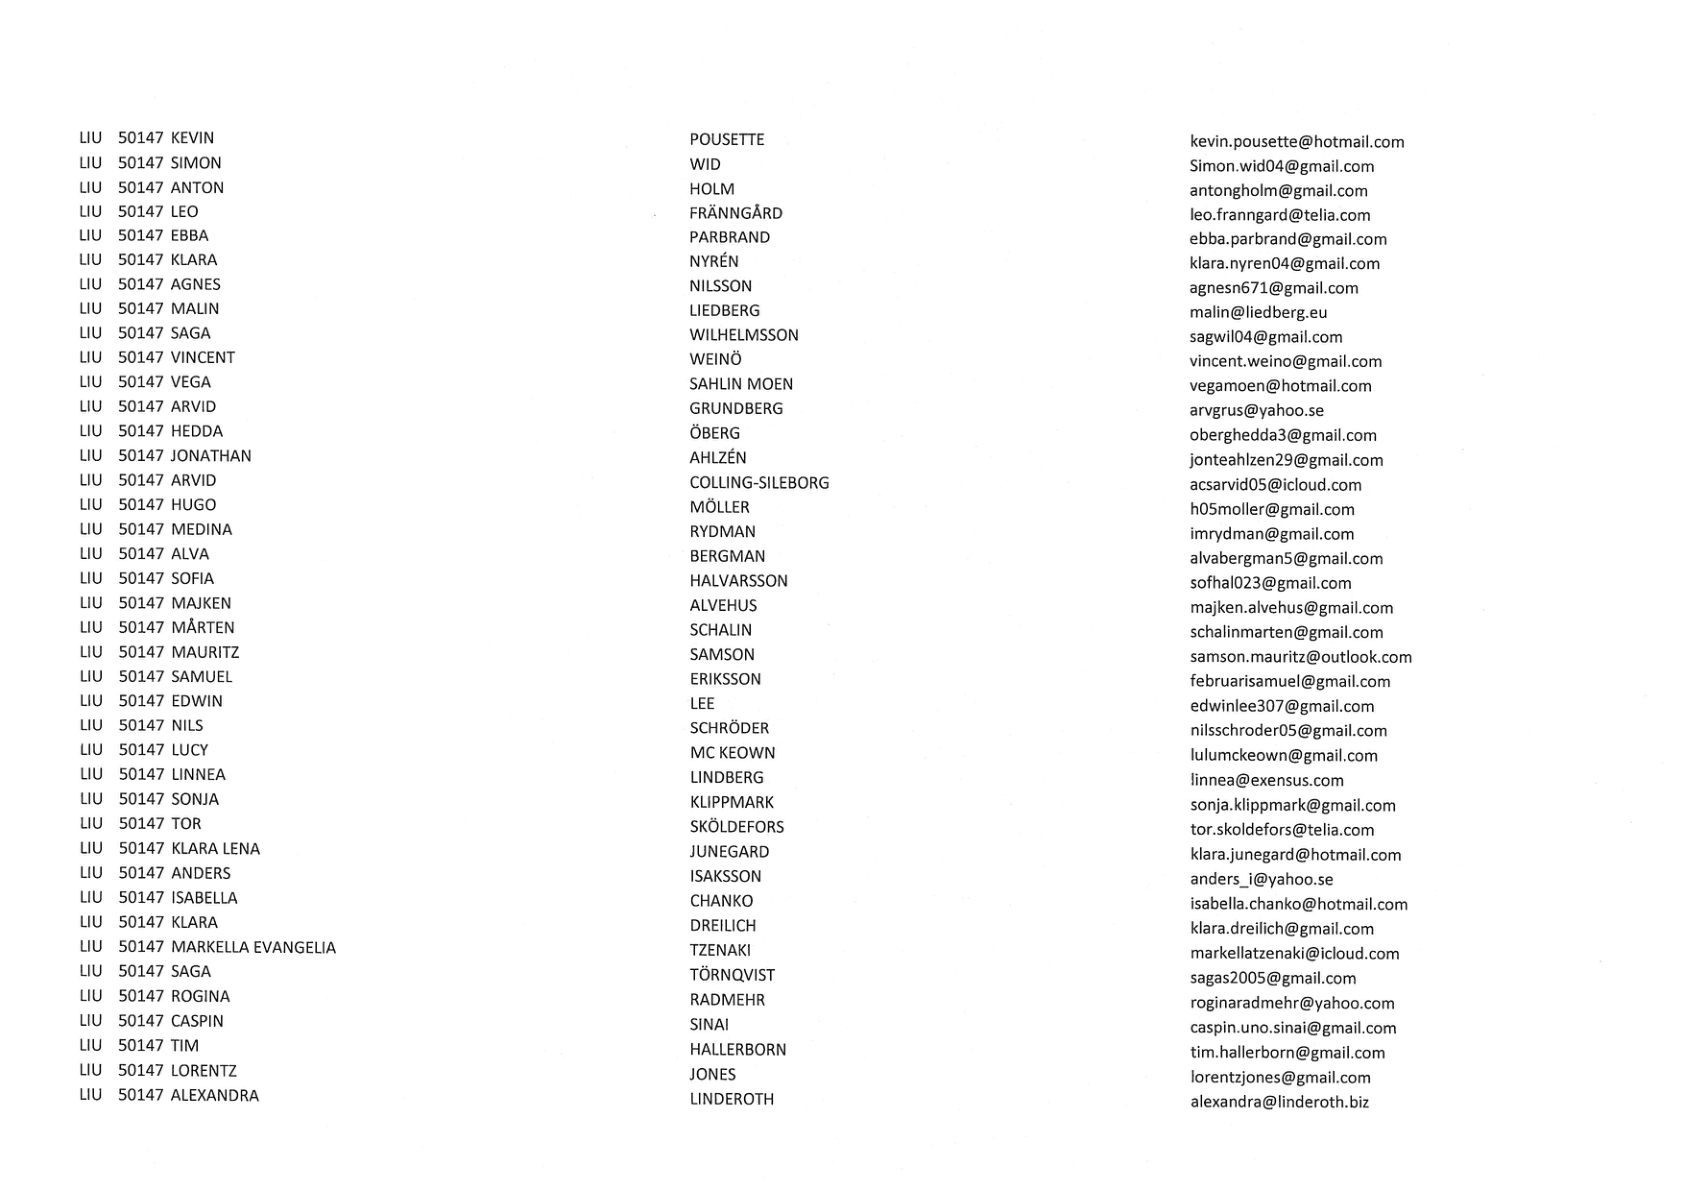 LIU 50147 KEVIN POUSETTE kevin.pousette@hotmail.com
LIU 50147 SIMON WID Simon.wid04@gmail.com
LIU 50147 ANTON HOLM antongholm@gmail.com
LIU 50147 LEO FRÄNNGÅRD leo.franngard@telia.com
LIU 50147 EBBA PARBRAND ebba.parbrand@gmail.com
LIU 50147 KLARA NYRÉN klara.nyren04@gmail.com
LIU 50147 AGNES NILSSON agnesn671@gmail.com
LIU 50147 MALIN LIEDBERG malin@liedberg.eu
LIU 50147 SAGA WILHELMSSON sagwil04@gmail.com
LIU 50147 VINCENT WEINÖ vincent.weino@gmail.com
LIU 50147 VEGA SAHLIN MOEN vegamoen@hotmail.com
LIU 50147 ARVID GRUNDBERG arvgrus@yahoo.se
LIU 50147 HEDDA ÖBERG oberghedda3@gmail.com
LIU 50147 JONATHAN AHLZÉN jonteahlzen29@gmail.com
LIU 50147 ARVID COLLING-SILEBORG acsarvid05@icloud.com
LIU 50147 HUGO MÖLLER h05moller@gmail.com
LIU 50147 MEDINA RYDMAN imrydman@gmail.com
LIU 50147 ALVA BERGMAN alvabergman5@gmail.com
LIU 50147 SOFIA HALVARSSON sofhal023@gmail.com
LIU 50147 MAJKEN ALVEHUS majken.alvehus@gmail.com
LIU 50147 MÅRTEN SCHALIN schalinmarten@gmail.com
LIU 50147 MAURITZ SAMSON samson.mauritz@outlook.com
LIU 50147 SAMUEL ERIKSSON februarisamuel@gmail.com
LIU 50147 EDWIN LEE edwinlee307@gmail.com
LIU 50147 NILS SCHRÖDER nilsschroder05@gmail.com
LIU 50147 LUCY MC KEOWN lulumckeown@gmail.com
LIU 50147 LINNEA LINDBERG linnea@exensus.com
LIU 50147 SONJA KLIPPMARK sonja.klippmark@gmail.com
LIU 50147 TOR SKÖLDEFORS tor.skoldefors@telia.com
LIU 50147 KLARA LENA JUNEGARD klara.junegard@hotmail.com
LIU 50147 ANDERS ISAKSSON anders_i@yahoo.se
LIU 50147 ISABELLA CHANKO isabella.chanko@hotmail.com
LIU 50147 KLARA DREILICH klara.dreilich@gmail.com
LIU 50147 MARKELLA EVANGELIA TZENAKI markellatzenaki@icloud.com
LIU 50147 SAGA TÖRNQVIST sagas2005@gmail.com
LIU 50147 ROGINA RADMEHR roginaradmehr@yahoo.com
LIU 50147 CASPIN SINAI caspin.uno.sinai@gmail.com
LIU 50147 TIM HALLERBORN tim.hallerborn@gmail.com
LIU 50147 LORENTZ JONES lorentzjones@gmail.com
LIU 50147 ALEXANDRA LINDEROTH alexandra@linderoth.biz